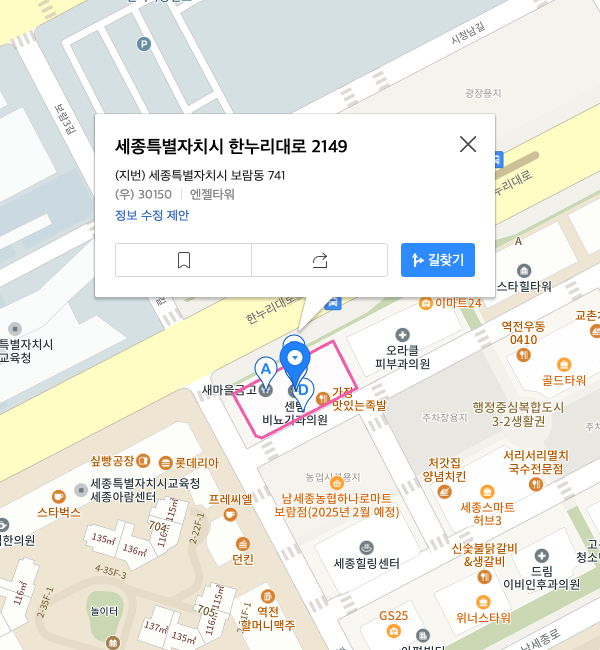 시청남길
P
보람3길
광장용지
세종특별자치시 한누리대로 2149
(지번) 세종특별자치시 보람동 741
(우) 30150 | 엔젤타워
정보 수정 제안
길찾기
누리대로
A
스타힐타워
한누리대로
이마트24
교촌치
역전우동
0410
오라클
피부과의원
골드타워
특별자치시
교육청
A
새마을금고
D
센텀
비뇨기과의원
가장
맛있는족발
주차장용지
행정중심복합도시
3-2생활권
싶빵공장
롯데리아
농업시설용지
처갓집
양념치킨
서리서리멸치
국수전문점
세종특별자치시교육청
세종아람센터
스타벅스
프레씨엘
남세종농협하나로마트
보람점(2025년 2월 예정)
세종스마트
허브3
704
115㎡
116㎡
135㎡
136㎡
2-22F-1
던킨
세종힐링센터
신숯불닭갈비
&생갈비
드림
이비인후과의원
청소년
4-35F-3
2-35F-1
116㎡
놀이터
705
115㎡
116㎡
137㎡
135㎡
역전
할머니맥주
GS25
위너스타워
남세종로